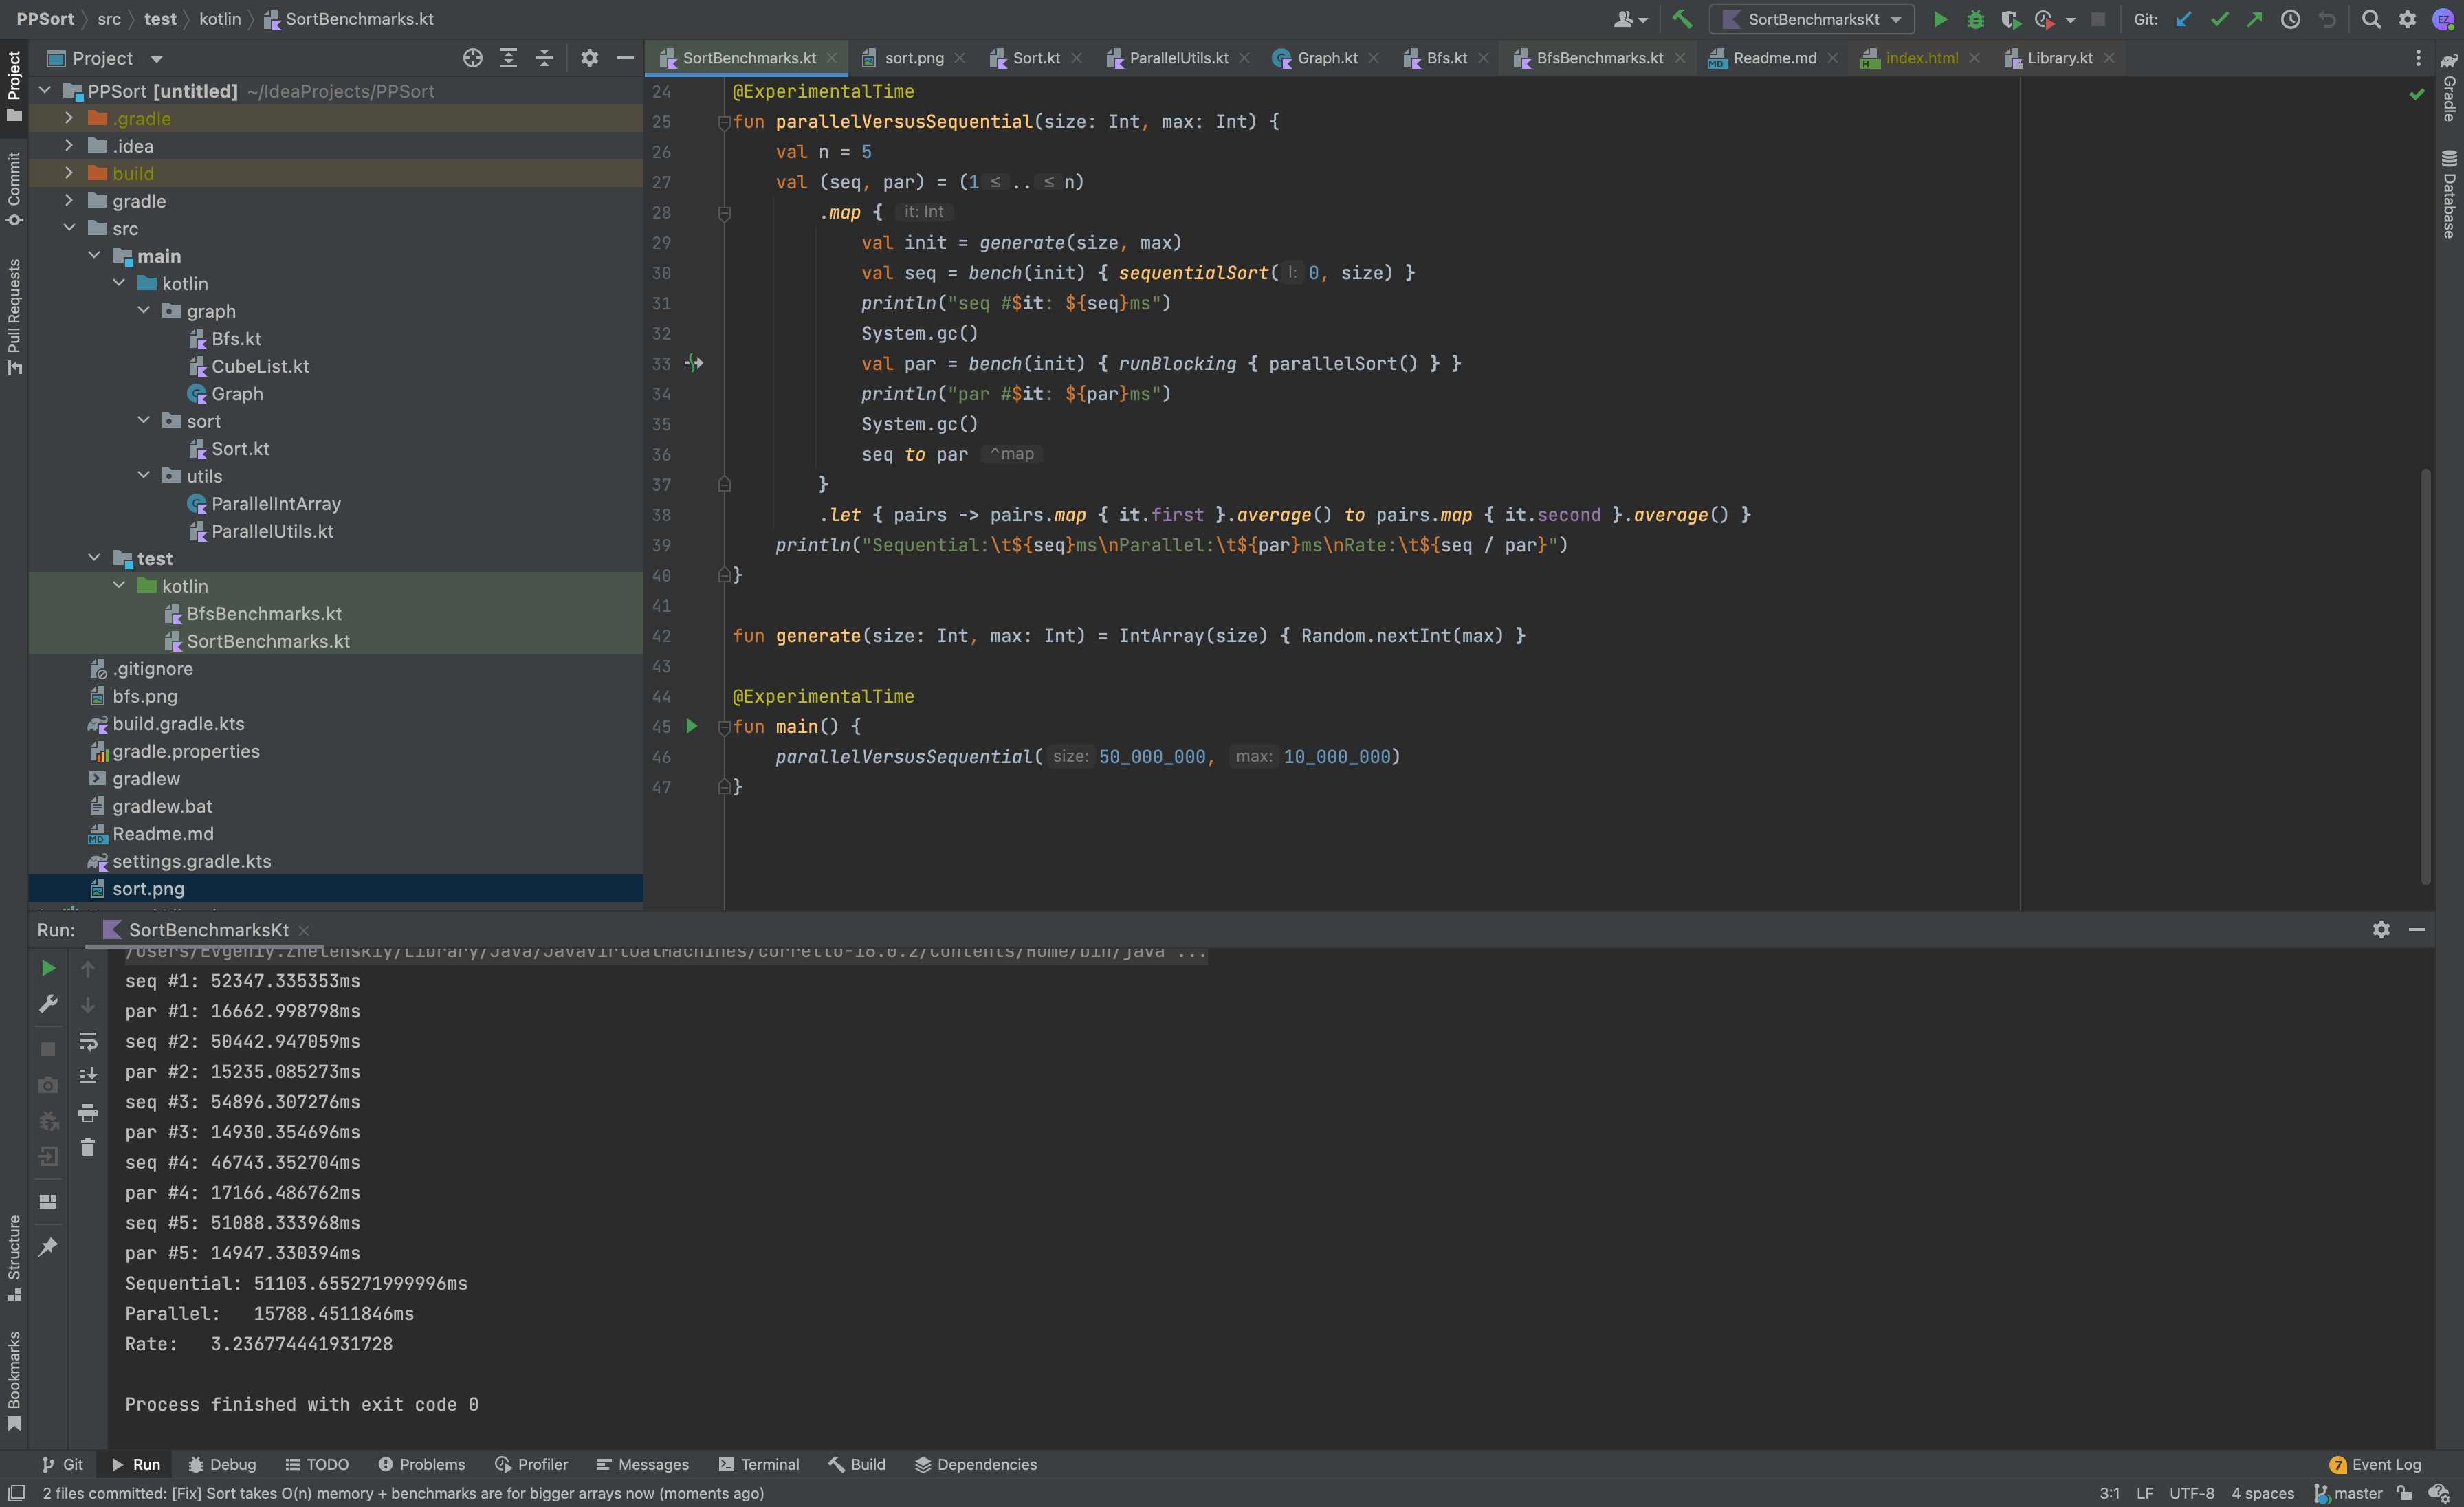 PPSort src test kotlin SortBenchmarks.kt
SortBenchmarksKt
Git:
EZ
Project
SortBenchmarks.kt
sort.png
Sort.kt
ParallelUtils.kt
Graph.kt
Bfs.kt
BfsBenchmarks.kt
Readme.md
index.html
Library.kt
Project
Commit
Pull Requests
Structure
Bookmarks
Gradle
Database
PPSort [untitled] ~/IdeaProjects/PPSort
.gradle
.idea
build
gradle
src
main
kotlin
graph
Bfs.kt
CubeList.kt
Graph
sort
Sort.kt
utils
ParallelIntArray
ParallelUtils.kt
test
kotlin
BfsBenchmarks.kt
SortBenchmarks.kt
.gitignore
bfs.png
build.gradle.kts
gradle.properties
gradlew
gradlew.bat
Readme.md
settings.gradle.kts
sort.png
24 @ExperimentalTime
25 fun parallelVersusSequential(size: Int, max: Int) {
26 val n = 5
27 val (seq, par) = (1 ≤ .. ≤ n)
28 .map { it: Int
29 val init = generate(size, max)
30 val seq = bench(init) { sequentialSort( l: 0, size) }
31 println("seq #$it: ${seq}ms")
32 System.gc()
33 val par = bench(init) { runBlocking { parallelSort() } }
34 println("par #$it: ${par}ms")
35 System.gc()
36 seq to par ^map
37 }
38 .let { pairs -> pairs.map { it.first }.average() to pairs.map { it.second }.average() }
39 println("Sequential:\t${seq}ms\nParallel:\t${par}ms\nRate:\t${seq / par}")
40 }
41
42 fun generate(size: Int, max: Int) = IntArray(size) { Random.nextInt(max) }
43
44 @ExperimentalTime
45 fun main() {
46 parallelVersusSequential( size: 50_000_000, max: 10_000_000)
47 }
Run: SortBenchmarksKt
/Users/Evgeniy.Zhelenskiy/Library/Java/JavaVirtualMachines/corretto-16.0.2/Contents/Home/bin/java ...
seq #1: 52347.335353ms
par #1: 16662.998798ms
seq #2: 50442.947059ms
par #2: 15235.085273ms
seq #3: 54896.307276ms
par #3: 14930.354696ms
seq #4: 46743.352704ms
par #4: 17166.486762ms
seq #5: 51088.333968ms
par #5: 14947.330394ms
Sequential: 51103.655271999996ms
Parallel: 15788.4511846ms
Rate: 3.236774441931728
Process finished with exit code 0
Git Run Debug TODO Problems Profiler Messages Terminal Build Dependencies
7 Event Log
2 files committed: [Fix] Sort takes O(n) memory + benchmarks are for bigger arrays now (moments ago)
3:1 LF UTF-8 4 spaces master